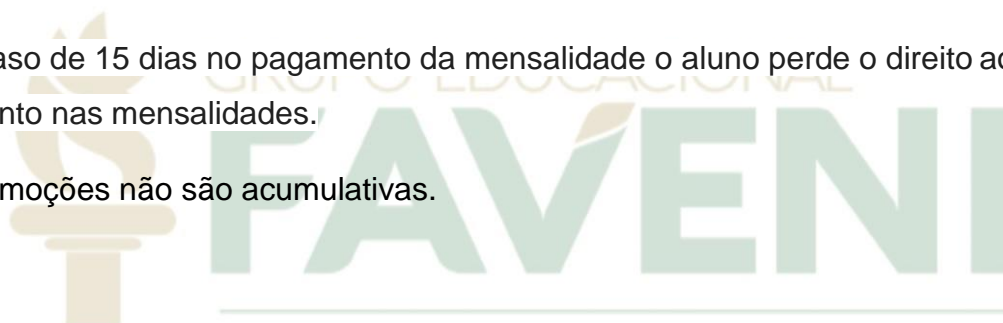 aso de 15 dias no pagamento da mensalidade o aluno perde o direito ao
GRUPO EDUCACIONAL
nto nas mensalidades.
FAVENI
moções não são acumulativas.